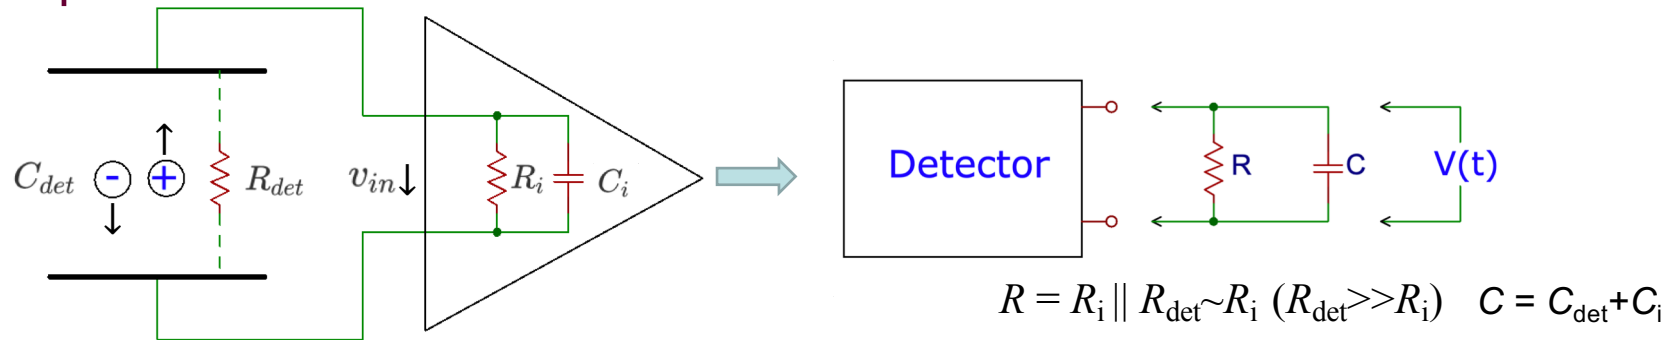 C_det - + R_det v_in R_i C_i
Detector R C V(t)
R = R_i || R_det~R_i (R_det>>R_i) C = C_det+C_i